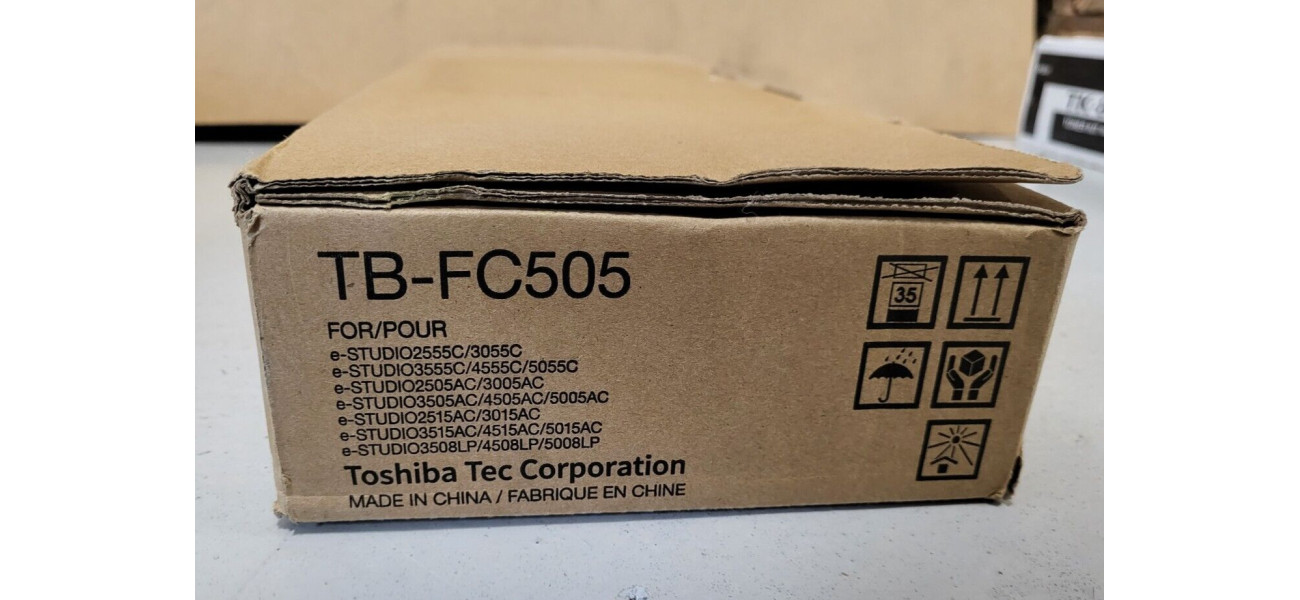 TB-FC505
FOR/POUR
e-STUDIO2555C/3055C
e-STUDIO3555C/4555C/5055C
e-STUDIO2505AC/3005AC
e-STUDIO3505AC/4505AC/5005AC
e-STUDIO2515AC/3015AC
e-STUDIO3515AC/4515AC/5015AC
e-STUDIO3508LP/4508LP/5008LP
Toshiba Tec Corporation
MADE IN CHINA / FABRIQUE EN CHINE
35